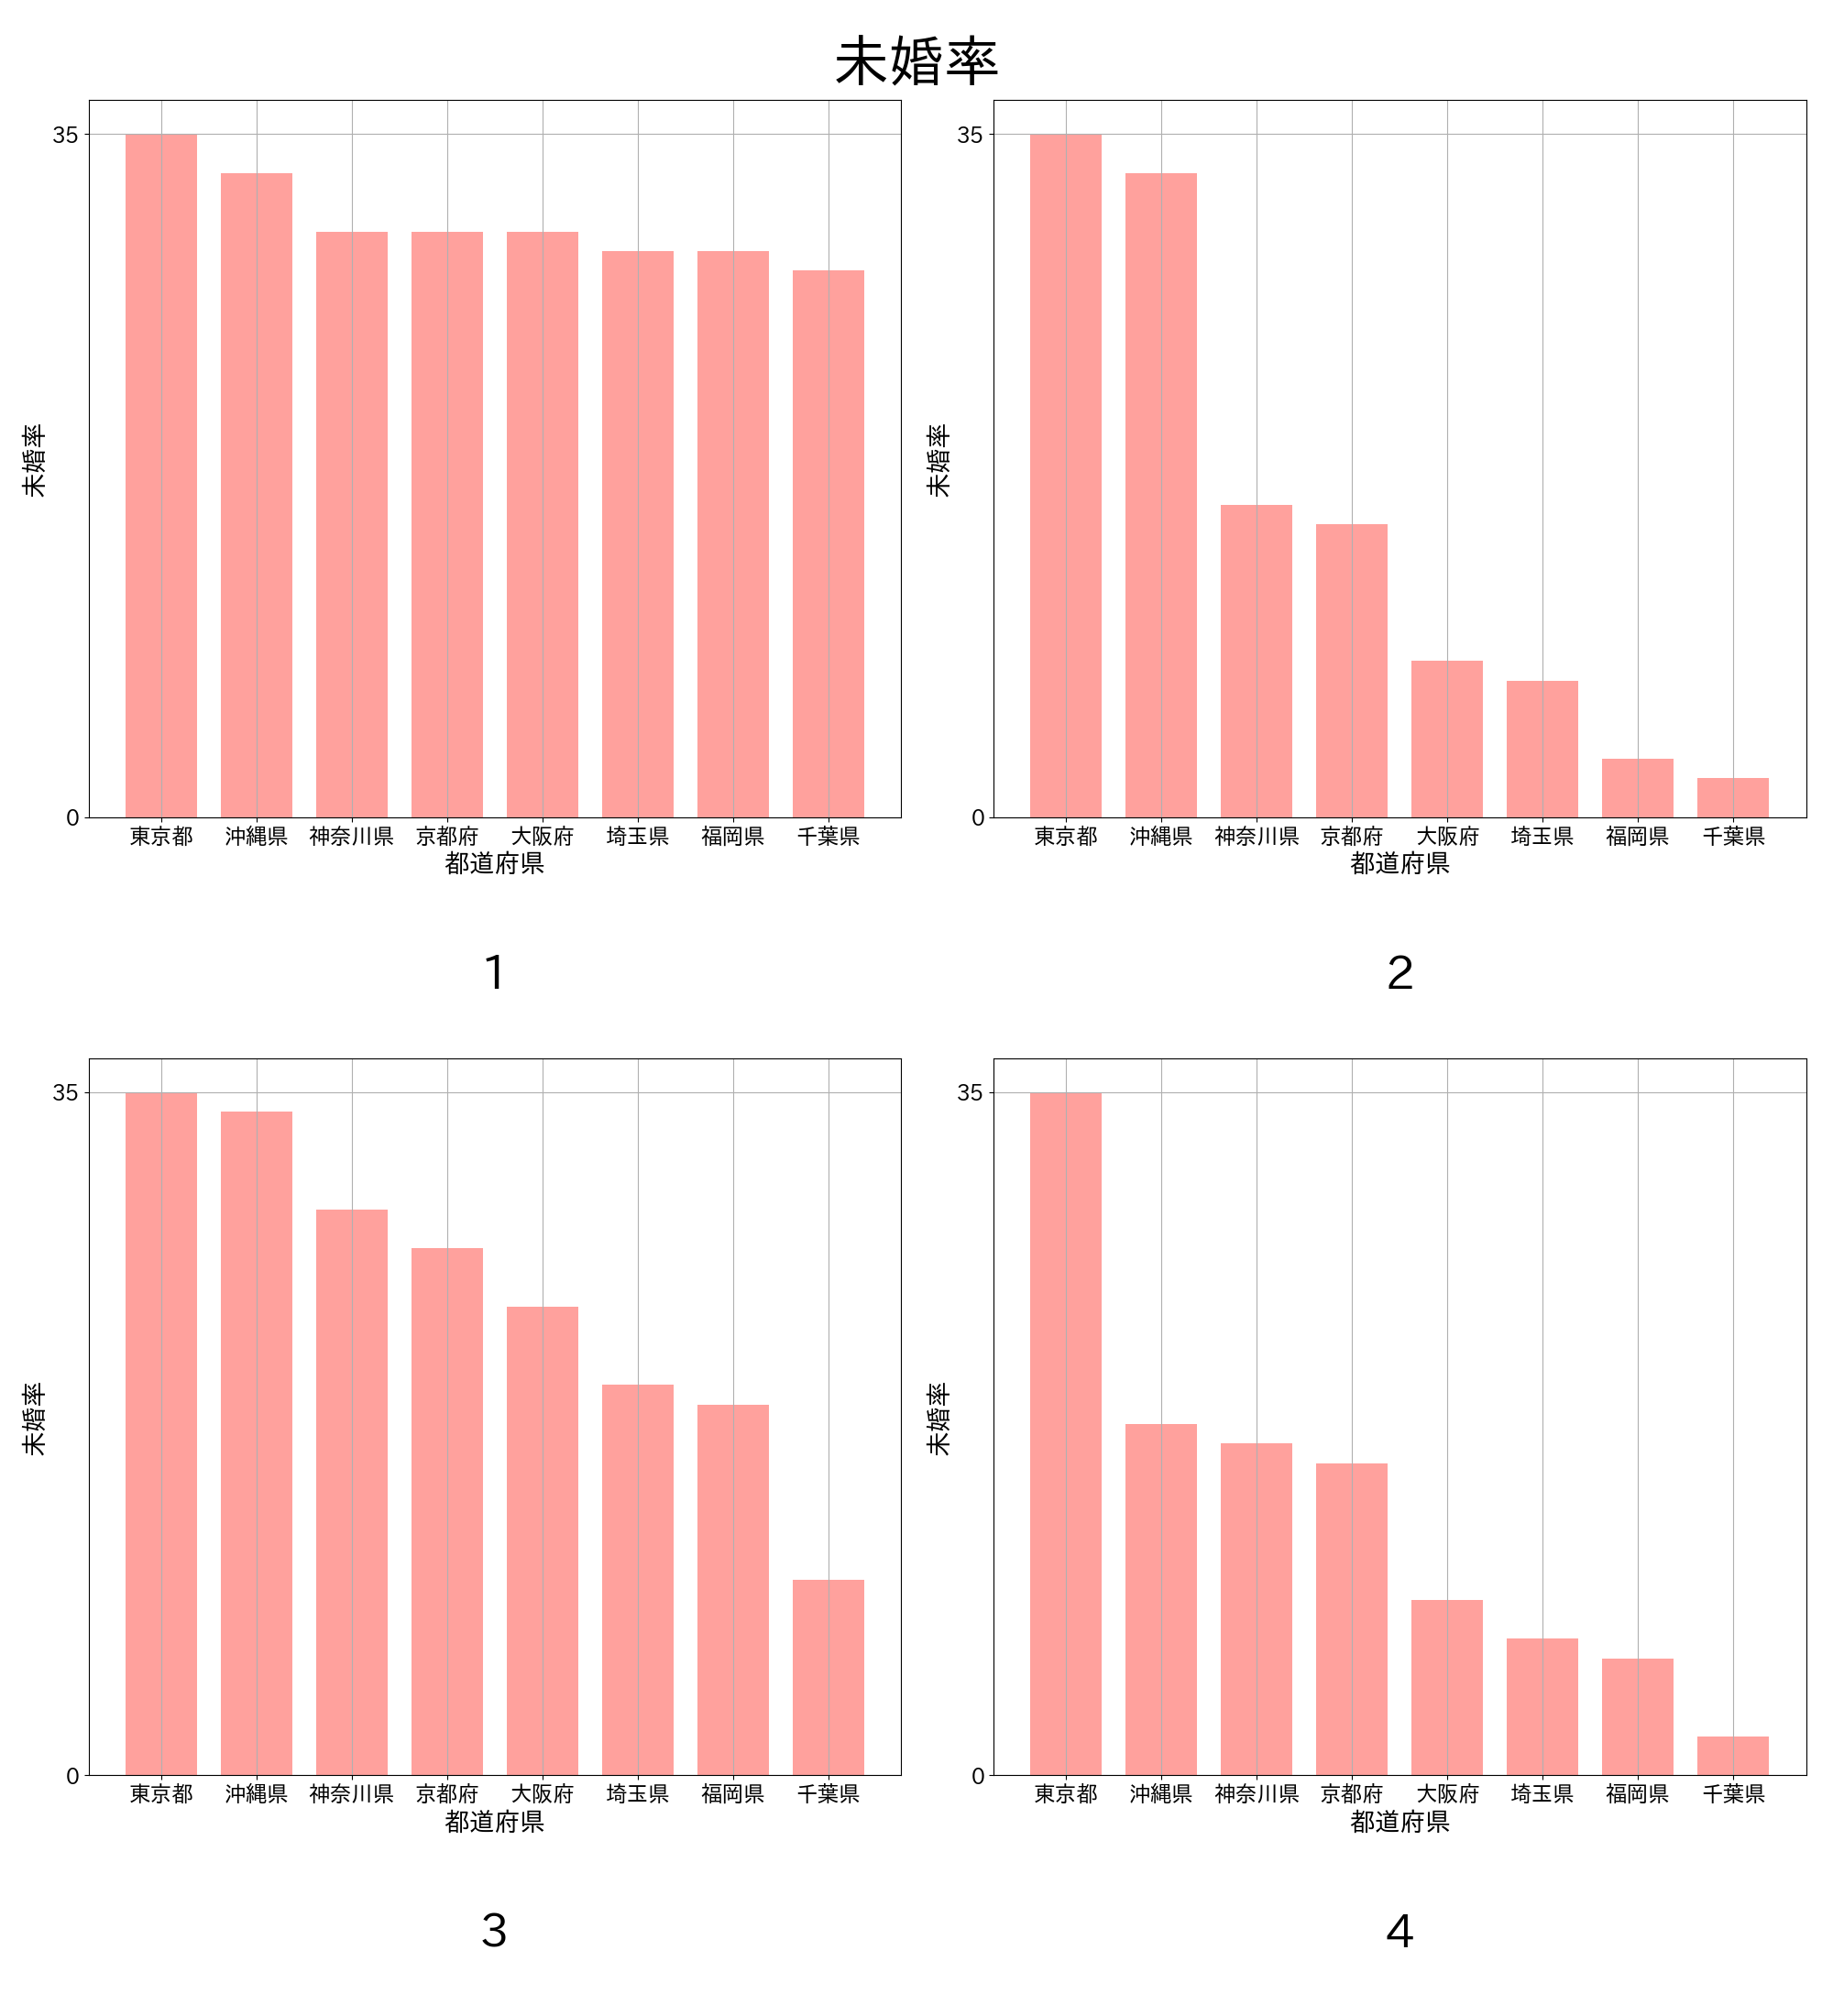 未婚率
35
0
未婚率
東京都 沖縄県 神奈川県 京都府 大阪府 埼玉県 福岡県 千葉県
都道府県
1
35
0
未婚率
東京都 沖縄県 神奈川県 京都府 大阪府 埼玉県 福岡県 千葉県
都道府県
2
35
0
未婚率
東京都 沖縄県 神奈川県 京都府 大阪府 埼玉県 福岡県 千葉県
都道府県
3
35
0
未婚率
東京都 沖縄県 神奈川県 京都府 大阪府 埼玉県 福岡県 千葉県
都道府県
4